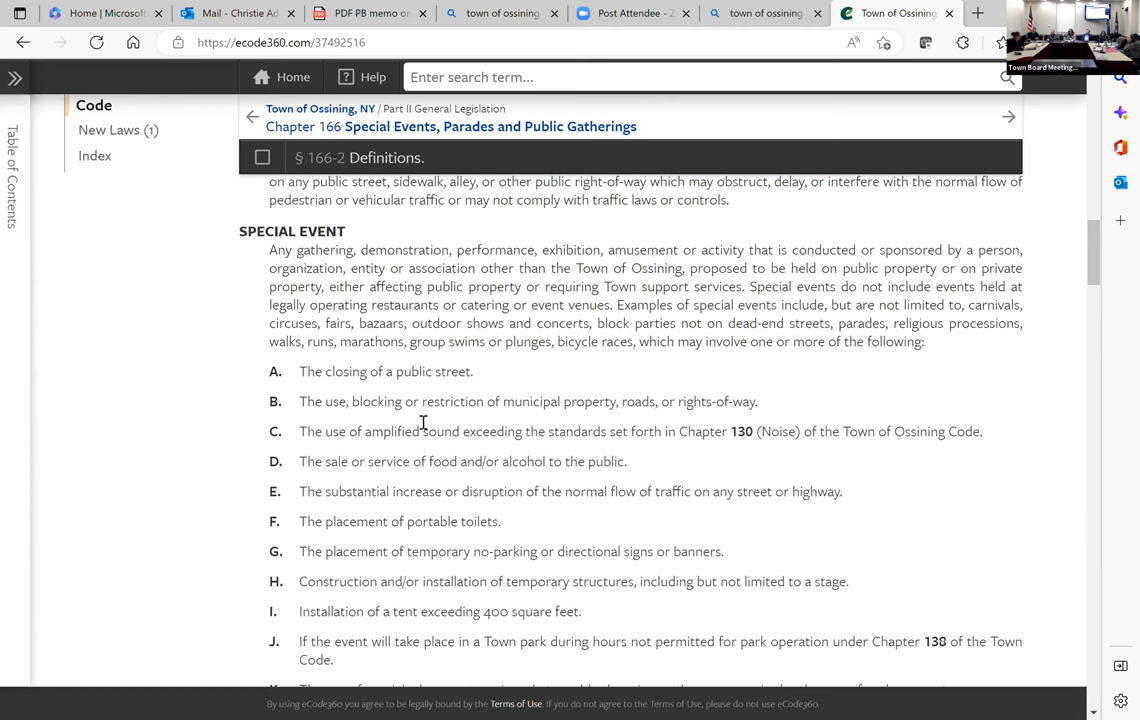 Home | Microsoft
Mail - Christie Ad
PDF PB memo or
town of ossining
Post Attendee - Z
town of ossining
Town of Ossining
https://ecode360.com/37492516
Town Board Meeting...
Home
Help
Enter search term...
Table of Contents
Code
New Laws (1)
Index
Town of Ossining, NY / Part II General Legislation
Chapter 166 Special Events, Parades and Public Gatherings
§ 166-2 Definitions.
on any public street, sidewalk, alley, or other public right-of-way which may obstruct, delay, or interfere with the normal flow of
pedestrian or vehicular traffic or may not comply with traffic laws or controls.
SPECIAL EVENT
Any gathering, demonstration, performance, exhibition, amusement or activity that is conducted or sponsored by a person,
organization, entity or association other than the Town of Ossining, proposed to be held on public property or on private
property, either affecting public property or requiring Town support services. Special events do not include events held at
legally operating restaurants or catering or event venues. Examples of special events include, but are not limited to, carnivals,
circuses, fairs, bazaars, outdoor shows and concerts, block parties not on dead-end streets, parades, religious processions,
walks, runs, marathons, group swims or plunges, bicycle races, which may involve one or more of the following:
A. The closing of a public street.
B. The use, blocking or restriction of municipal property, roads, or rights-of-way.
C. The use of amplified sound exceeding the standards set forth in Chapter 130 (Noise) of the Town of Ossining Code.
D. The sale or service of food and/or alcohol to the public.
E. The substantial increase or disruption of the normal flow of traffic on any street or highway.
F. The placement of portable toilets.
G. The placement of temporary no-parking or directional signs or banners.
H. Construction and/or installation of temporary structures, including but not limited to a stage.
I. Installation of a tent exceeding 400 square feet.
J. If the event will take place in a Town park during hours not permitted for park operation under Chapter 138 of the Town
Code.
By using eCode360 you agree to be legally bound by the Terms of Use. If you do not agree to the Terms of Use, please do not use eCode360.